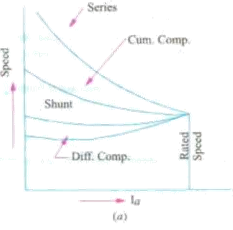 Series
Cum. Comp.
Speed
Shunt
Diff. Comp.
Rated
Speed
Ia
(a)